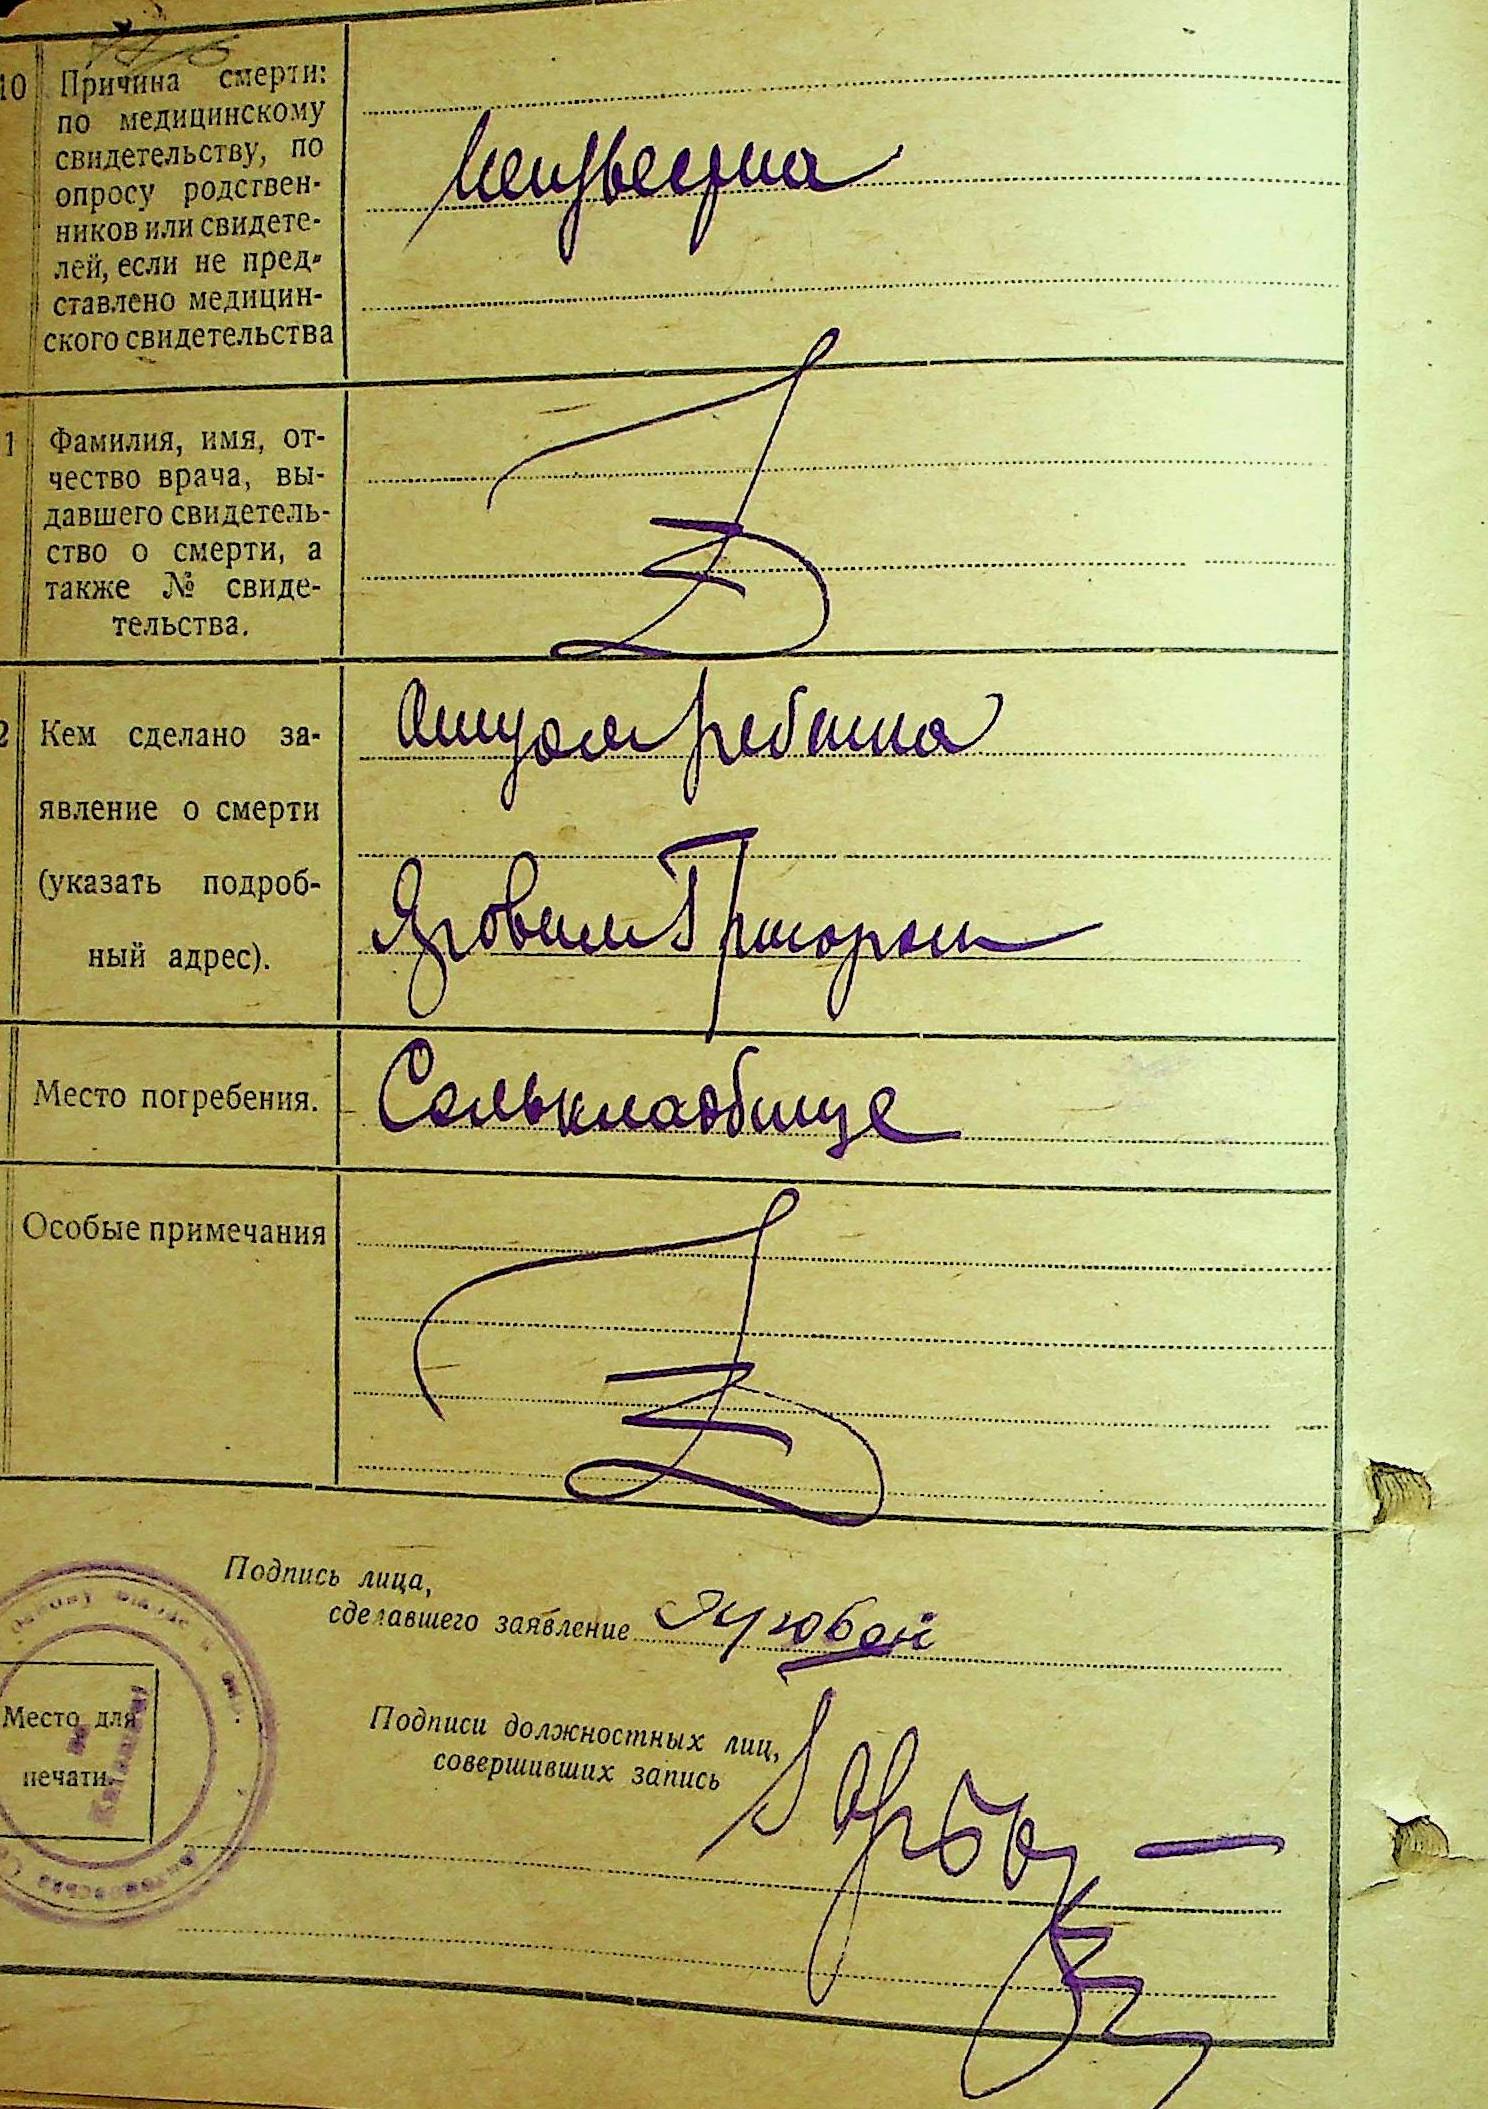 10 Причина смерти:
по медицинскому
свидетельству, по
опросу родствен-
ников или свидете-
лей, если не пред-
ставлено медицин-
ского свидетельства
Неизвестна
1 Фамилия, имя, от-
чество врача, вы-
давшего свидетель-
ство о смерти, а
также № свиде-
тельства.
2 Кем сделано за-
явление о смерти
(указать подроб-
ный адрес).
Отцом ребенка
Место погребения.
Селькладбище
Особые примечания
Подпись лица,
сделавшего заявление
Подписи должностных лиц,
совершивших запись
Место для
печати.